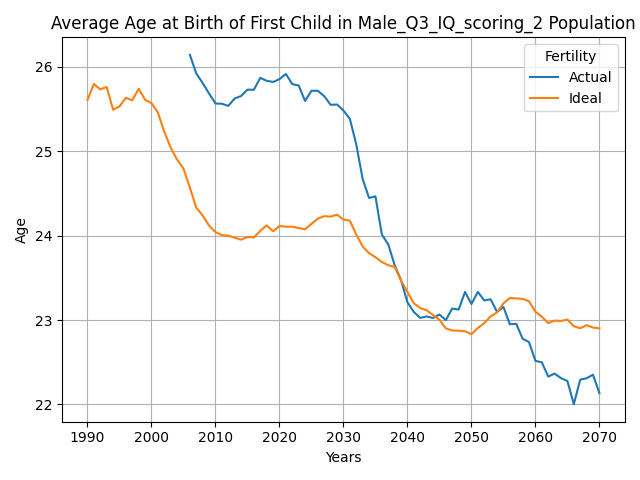 Average Age at Birth of First Child in Male_Q3_IQ_scoring_2 Population
Fertility
Actual
Ideal
Age
26
25
24
23
22
1990 2000 2010 2020 2030 2040 2050 2060 2070
Years